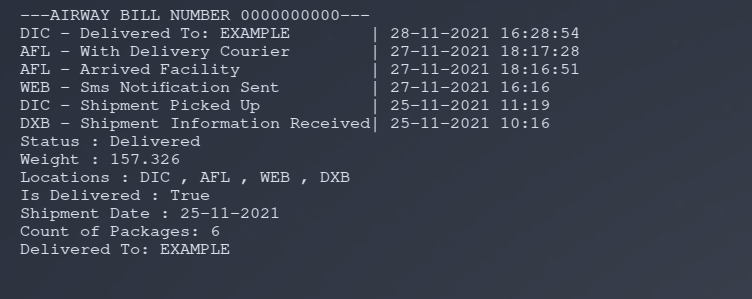 ---AIRWAY BILL NUMBER 0000000000---
DIC - Delivered To: EXAMPLE        | 28-11-2021 16:28:54
AFL - With Delivery Courier        | 27-11-2021 18:17:28
AFL - Arrived Facility             | 27-11-2021 18:16:51
WEB - Sms Notification Sent        | 27-11-2021 16:16
DIC - Shipment Picked Up           | 25-11-2021 11:19
DXB - Shipment Information Received| 25-11-2021 10:16
Status : Delivered
Weight : 157.326
Locations : DIC , AFL , WEB , DXB
Is Delivered : True
Shipment Date : 25-11-2021
Count of Packages: 6
Delivered To: EXAMPLE